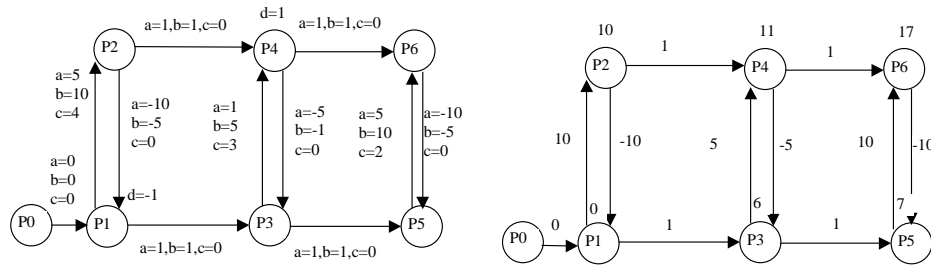 d=1
a=1,b=1,c=0
a=1,b=1,c=0
P2
P4
P6
a=5
b=10
c=4
a=-10
b=-5
c=0
a=1
b=5
c=3
a=-5
b=-1
c=0
a=5
b=10
c=2
a=-10
b=-5
c=0
a=0
b=0
c=0
d=-1
P0
P1
P3
P5
a=1,b=1,c=0
a=1,b=1,c=0
10
11
17
1
1
P2
P4
P6
10
-10
5
-5
10
-10
0
0
6
7
P0
P1
1
P3
1
P5